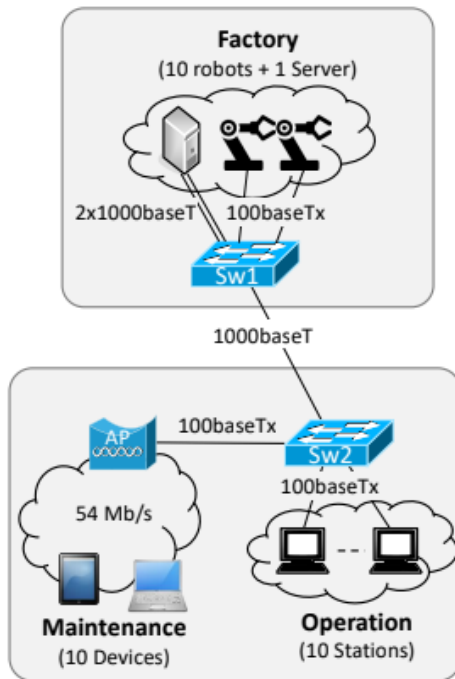 Factory
(10 robots + 1 Server)
2x1000baseT
100baseTx
Sw1
1000baseT
AP
100baseTx
Sw2
100baseTx
54 Mb/s
Maintenance
(10 Devices)
Operation
(10 Stations)